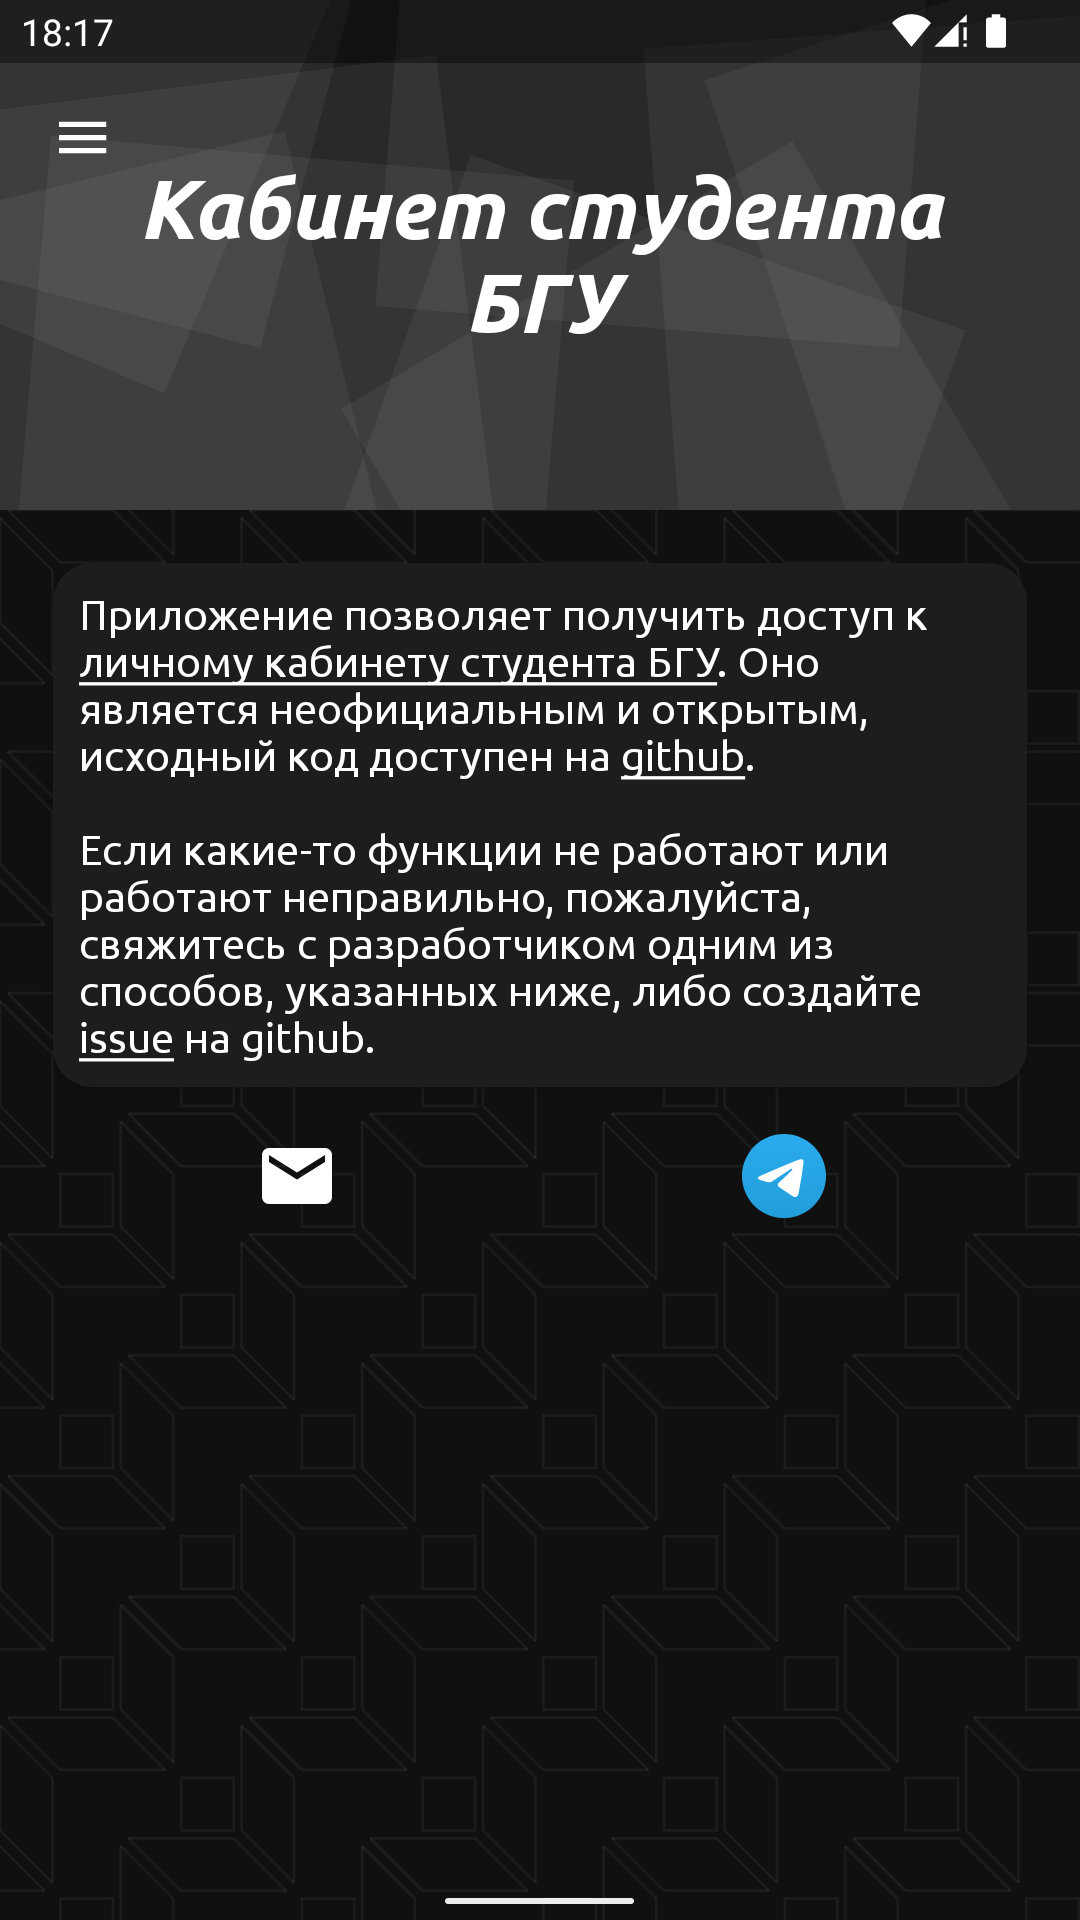 18:17
Кабинет студента
БГУ
Приложение позволяет получить доступ к
личному кабинету студента БГУ. Оно
является неофициальным и открытым,
исходный код доступен на github.
Если какие-то функции не работают или
работают неправильно, пожалуйста,
свяжитесь с разработчиком одним из
способов, указанных ниже, либо создайте
issue на github.